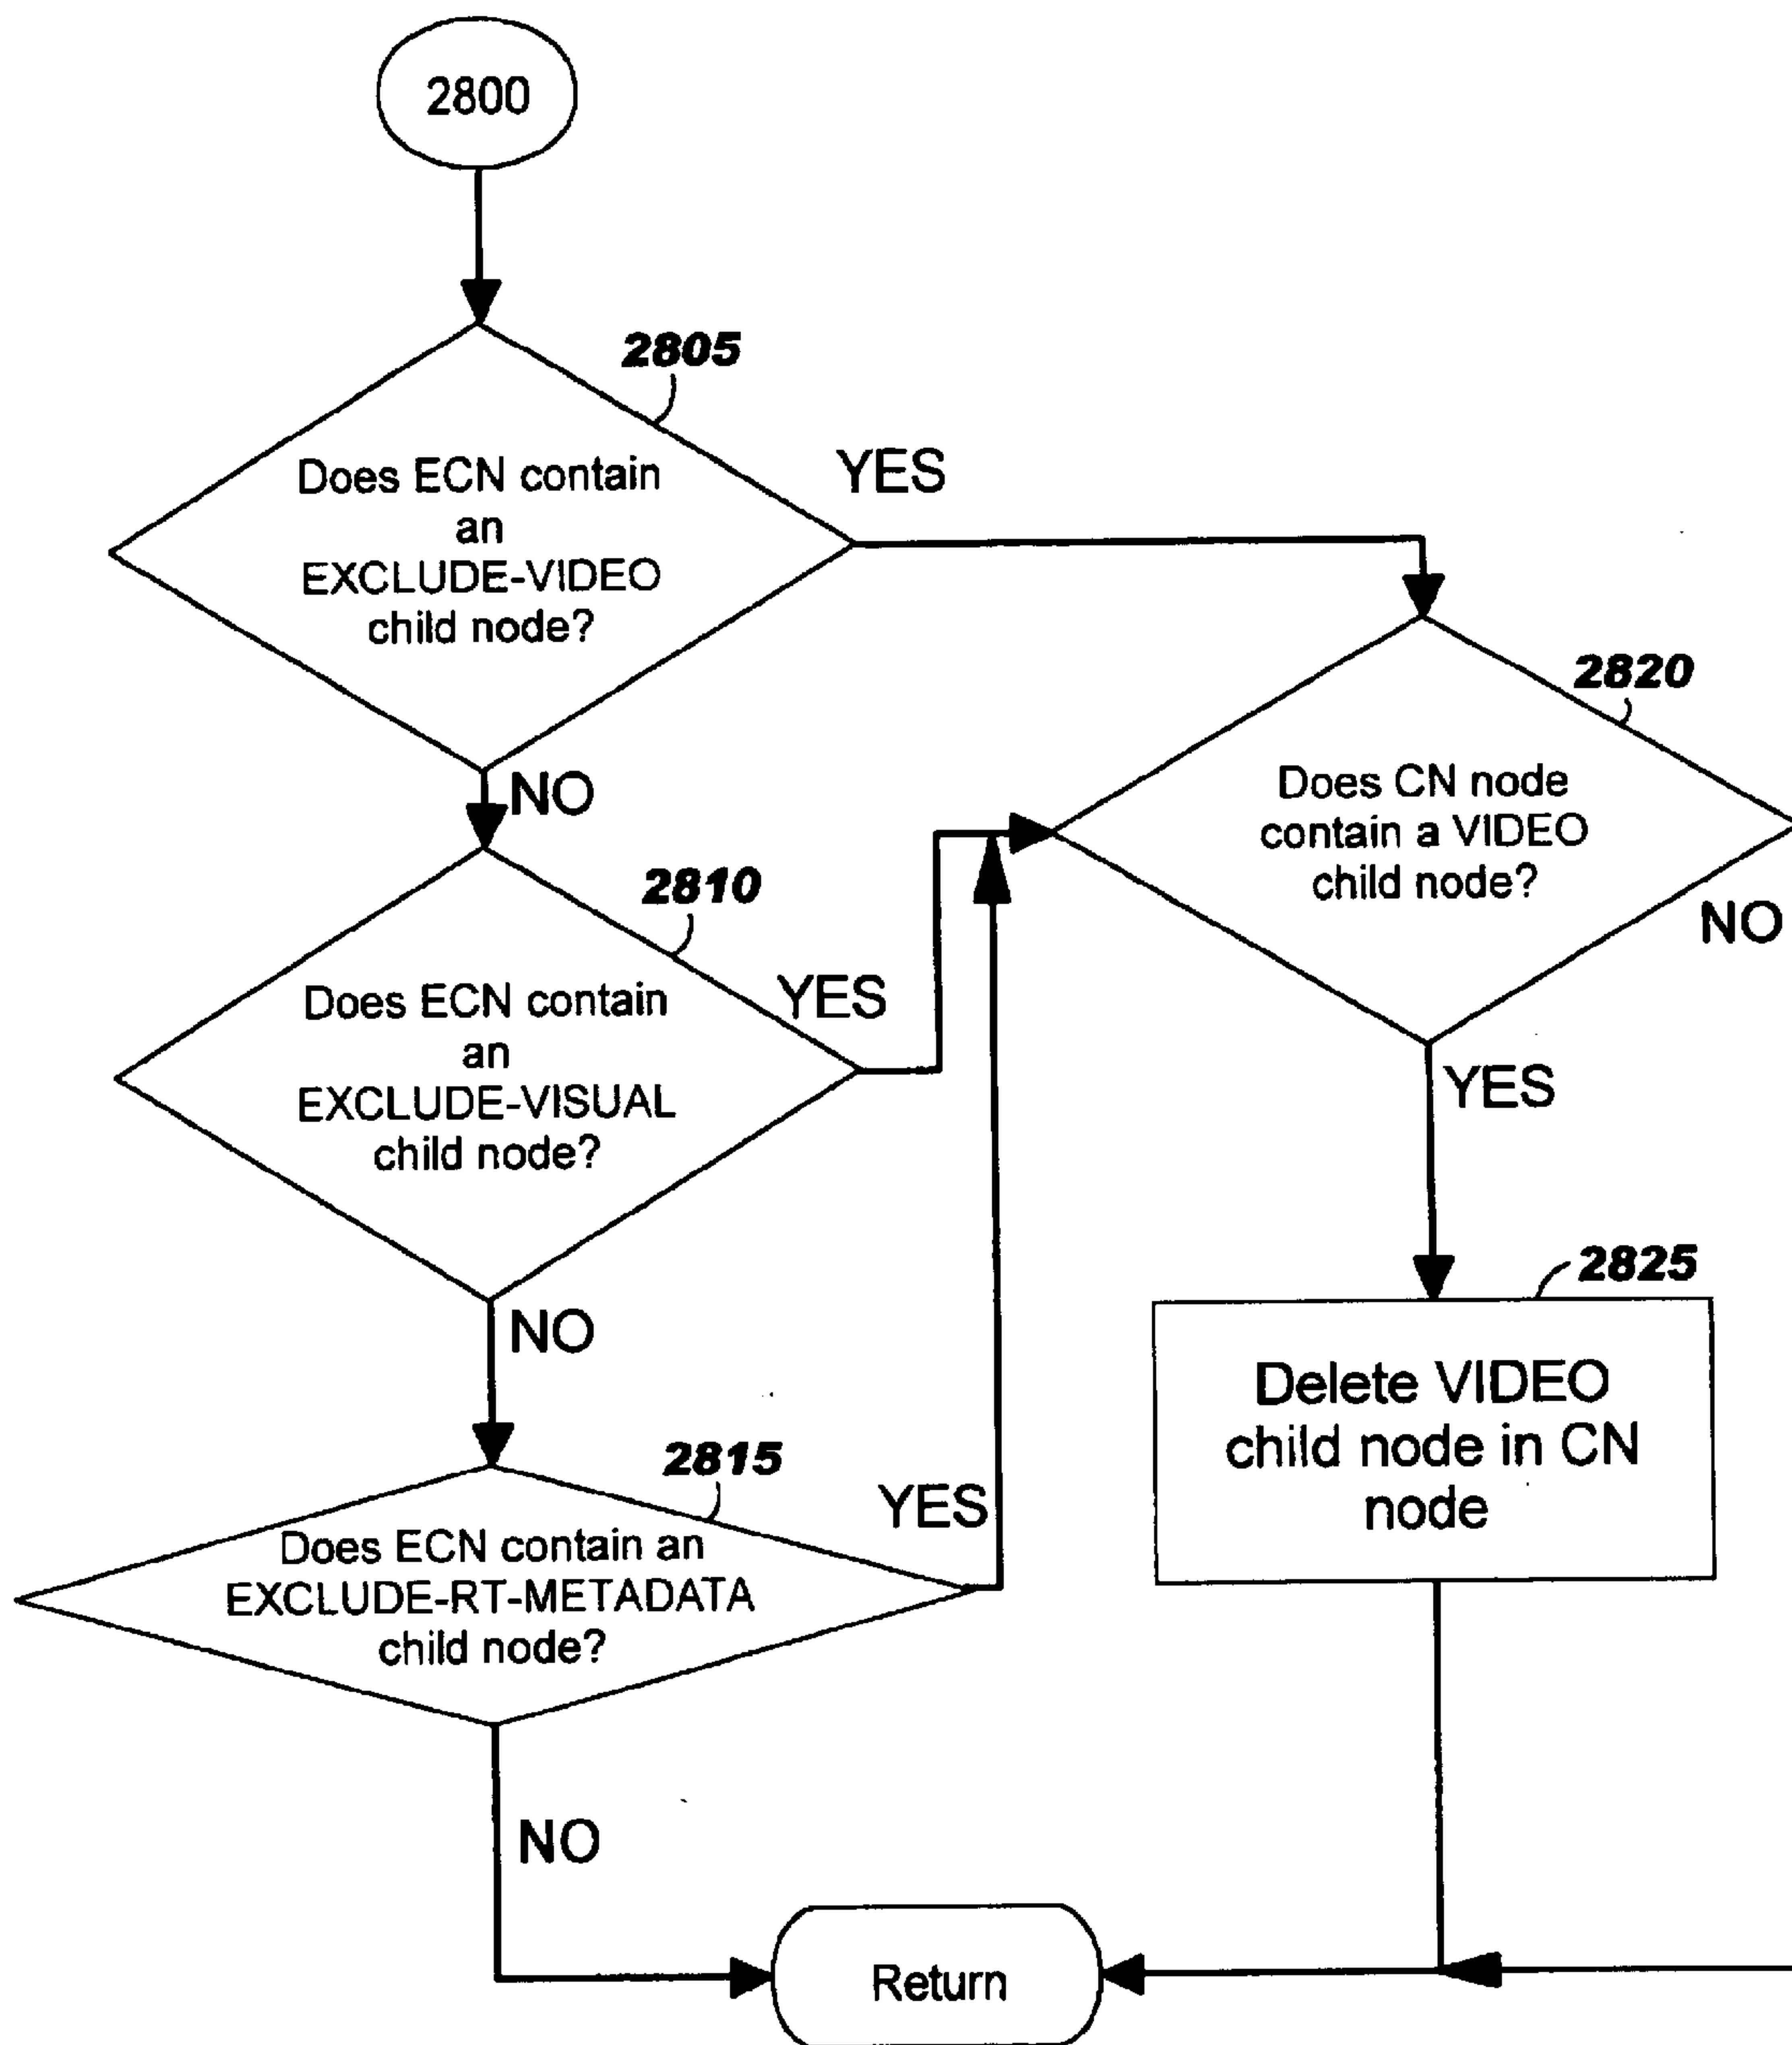 2800
2805
Does ECN contain
an
EXCLUDE-VIDEO
child node?
YES
NO
2810
Does ECN contain
an
EXCLUDE-VISUAL
child node?
YES
NO
2815
Does ECN contain an
EXCLUDE-RT-METADATA
child node?
YES
NO
2820
Does CN node
contain a VIDEO
child node?
NO
YES
2825
Delete VIDEO
child node in CN
node
Return